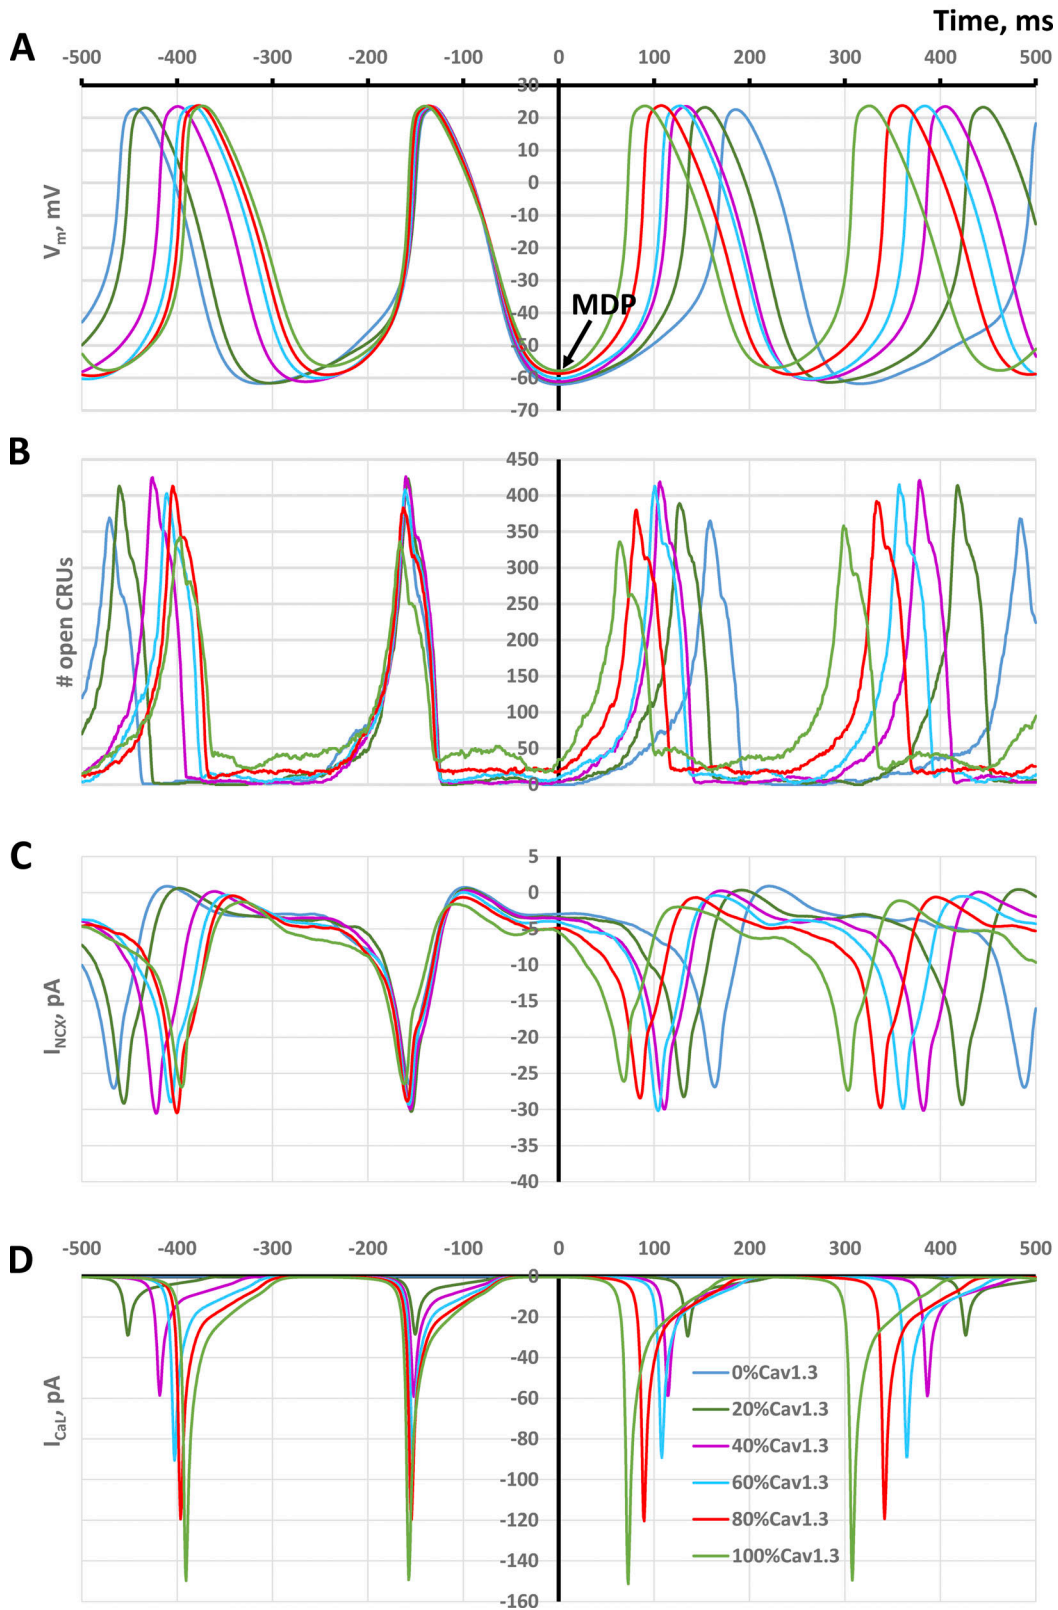 Time, ms
A
-500 -400 -300 -200 -100 0 100 200 300 400 500
30
20
10
0
-10
-20
-30
-40
-50
-60
-70
Vm, mV
MDP
B
450
400
350
300
250
200
150
100
50
0
# open CRUs
C
5
0
-5
-10
-15
-20
-25
-30
-35
-40
INCX, pA
D
-500 -400 -300 -200 -100 0 100 200 300 400 500
0
-20
-40
-60
-80
-100
-120
-140
-160
ICaL, pA
0%Cav1.3
20%Cav1.3
40%Cav1.3
60%Cav1.3
80%Cav1.3
100%Cav1.3